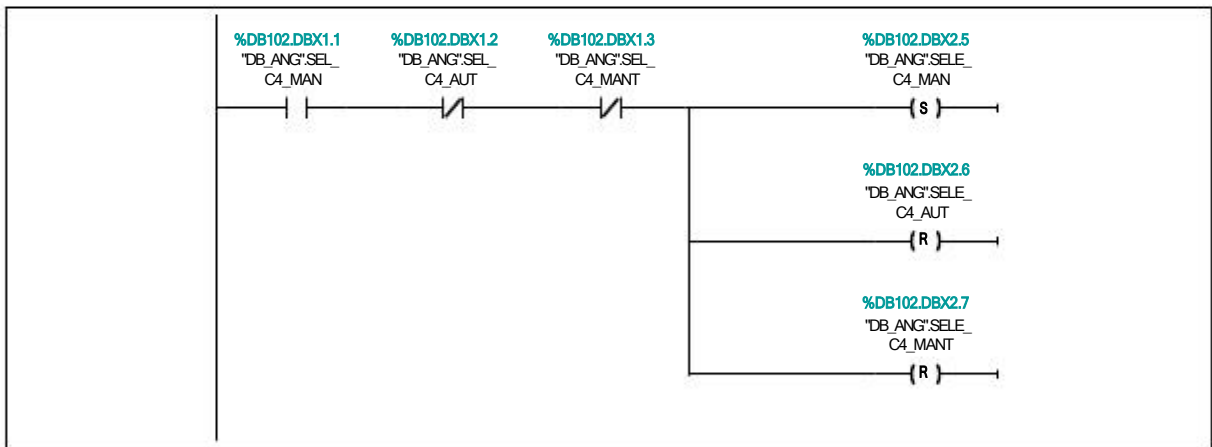 %DB102.DBX1.1 %DB102.DBX1.2 %DB102.DBX1.3 %DB102.DBX2.5
"DB_ANG".SEL_ "DB_ANG".SEL_ "DB_ANG".SEL_ "DB_ANG".SELE_
C4_MAN C4_AUT C4_MANT C4_MAN
S
%DB102.DBX2.6
"DB_ANG".SELE_
C4_AUT
R
%DB102.DBX2.7
"DB_ANG".SELE_
C4_MANT
R